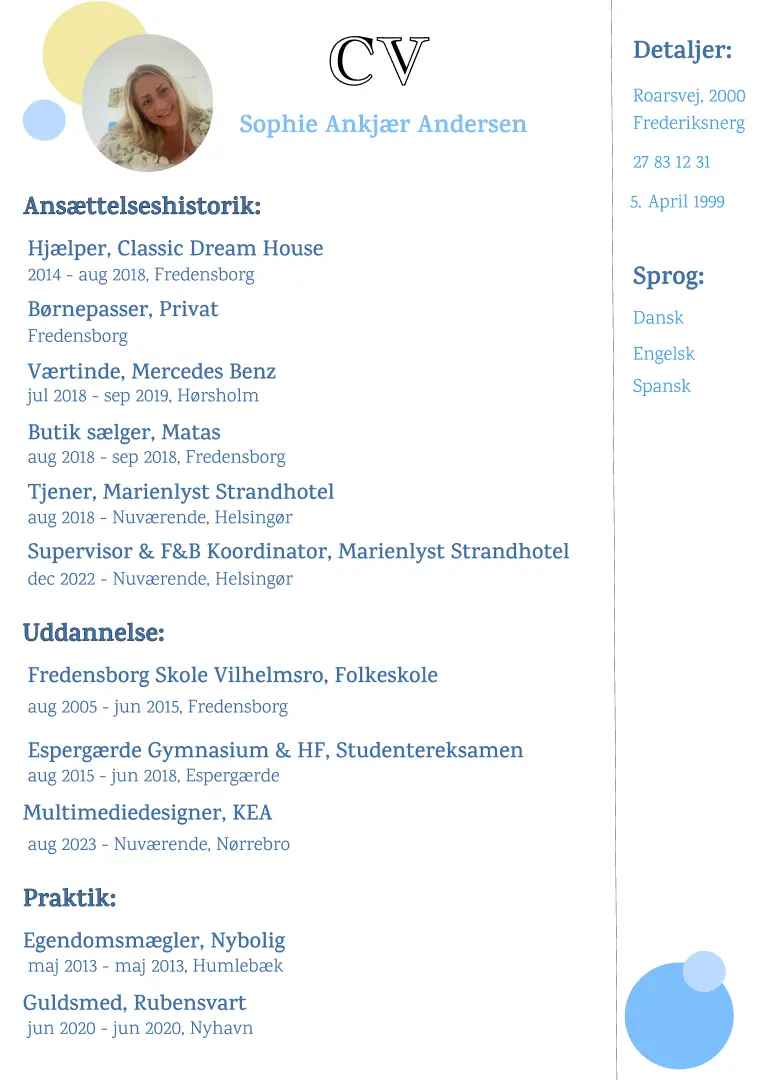 CV
Sophie Ankjær Andersen
Ansættelseshistorik:
Hjælper, Classic Dream House
2014 - aug 2018, Fredensborg
Børnepasser, Privat
Fredensborg
Værtinde, Mercedes Benz
jul 2018 - sep 2019, Hørsholm
Butik sælger, Matas
aug 2018 - sep 2018, Fredensborg
Tjener, Marienlyst Strandhotel
aug 2018 - Nuværende, Helsingør
Supervisor & F&B Koordinator, Marienlyst Strandhotel
dec 2022 - Nuværende, Helsingør
Uddannelse:
Fredensborg Skole Vilhelmsro, Folkeskole
aug 2005 - jun 2015, Fredensborg
Espergærde Gymnasium & HF, Studentereksamen
aug 2015 - jun 2018, Espergærde
Multimediedesigner, KEA
aug 2023 - Nuværende, Nørrebro
Praktik:
Egendomsmægler, Nybolig
maj 2013 - maj 2013, Humlebæk
Guldsmed, Rubensvart
jun 2020 - jun 2020, Nyhavn
Detaljer:
Roarsvej, 2000
Frederiksnerg
27 83 12 31
5. April 1999
Sprog:
Dansk
Engelsk
Spansk